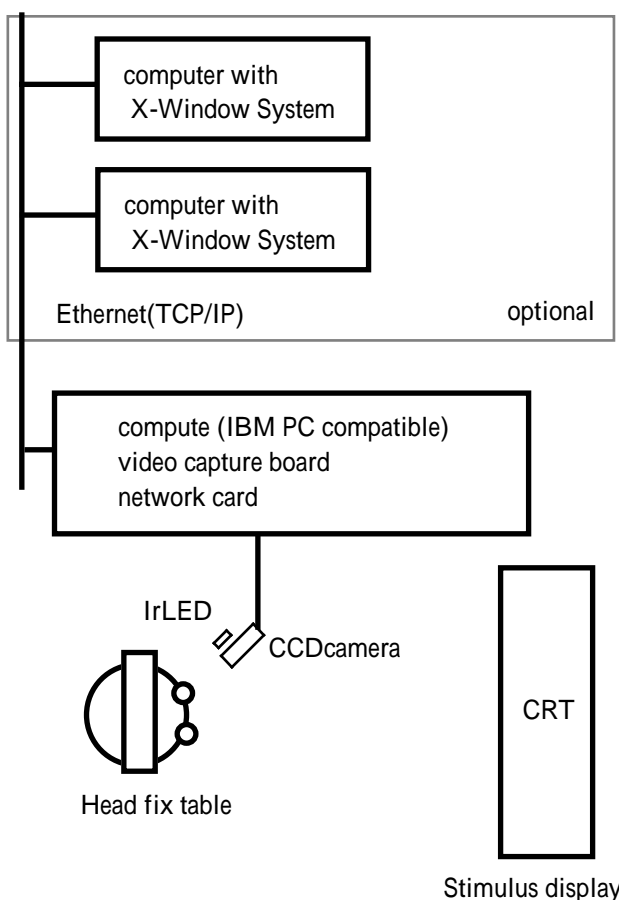 computer with
X-Window System
computer with
X-Window System
Ethernet(TCP/IP)
optional
compute (IBM PC compatible)
video capture board
network card
IrLED
CCDcamera
CRT
Head fix table
Stimulus display